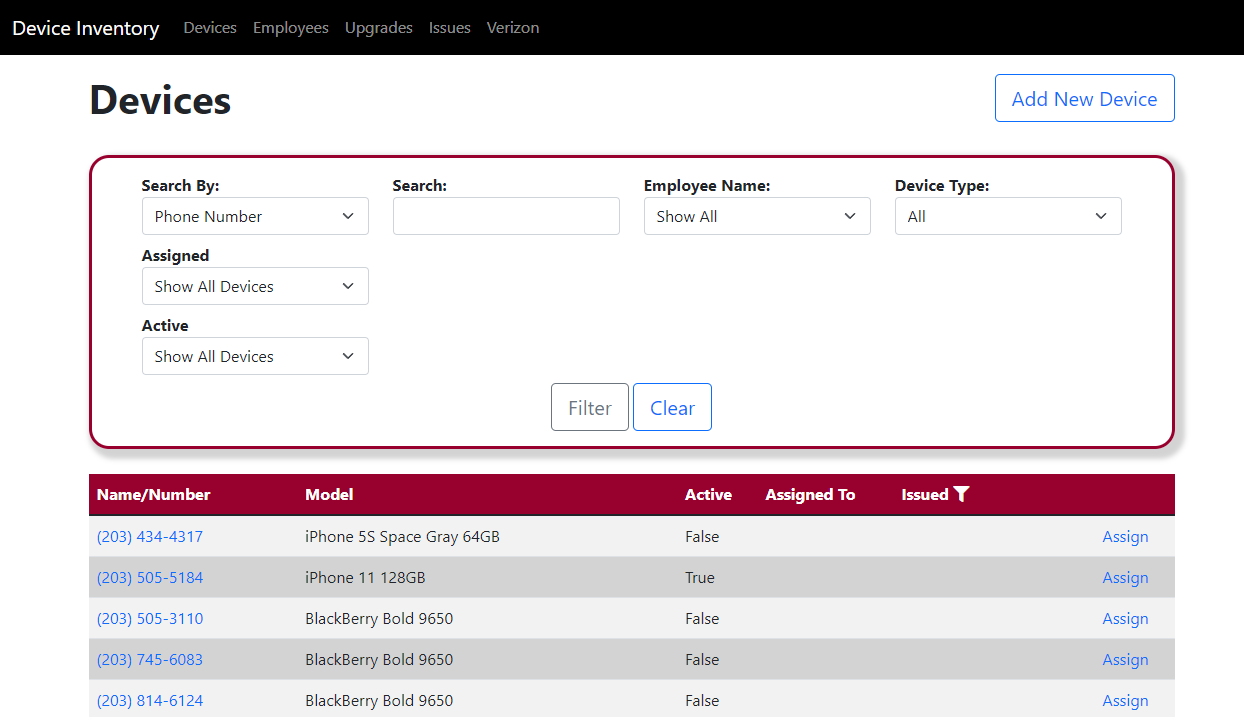 Device Inventory Devices Employees Upgrades Issues Verizon
Devices
Add New Device
Search By: Search: Employee Name: Device Type:
Phone Number Show All All
Assigned
Show All Devices
Active
Show All Devices
Filter Clear
Name/Number Model Active Assigned To Issued
(203) 434-4317 iPhone 5S Space Gray 64GB False Assign
(203) 505-5184 iPhone 11 128GB True Assign
(203) 505-3110 BlackBerry Bold 9650 False Assign
(203) 745-6083 BlackBerry Bold 9650 False Assign
(203) 814-6124 BlackBerry Bold 9650 False Assign